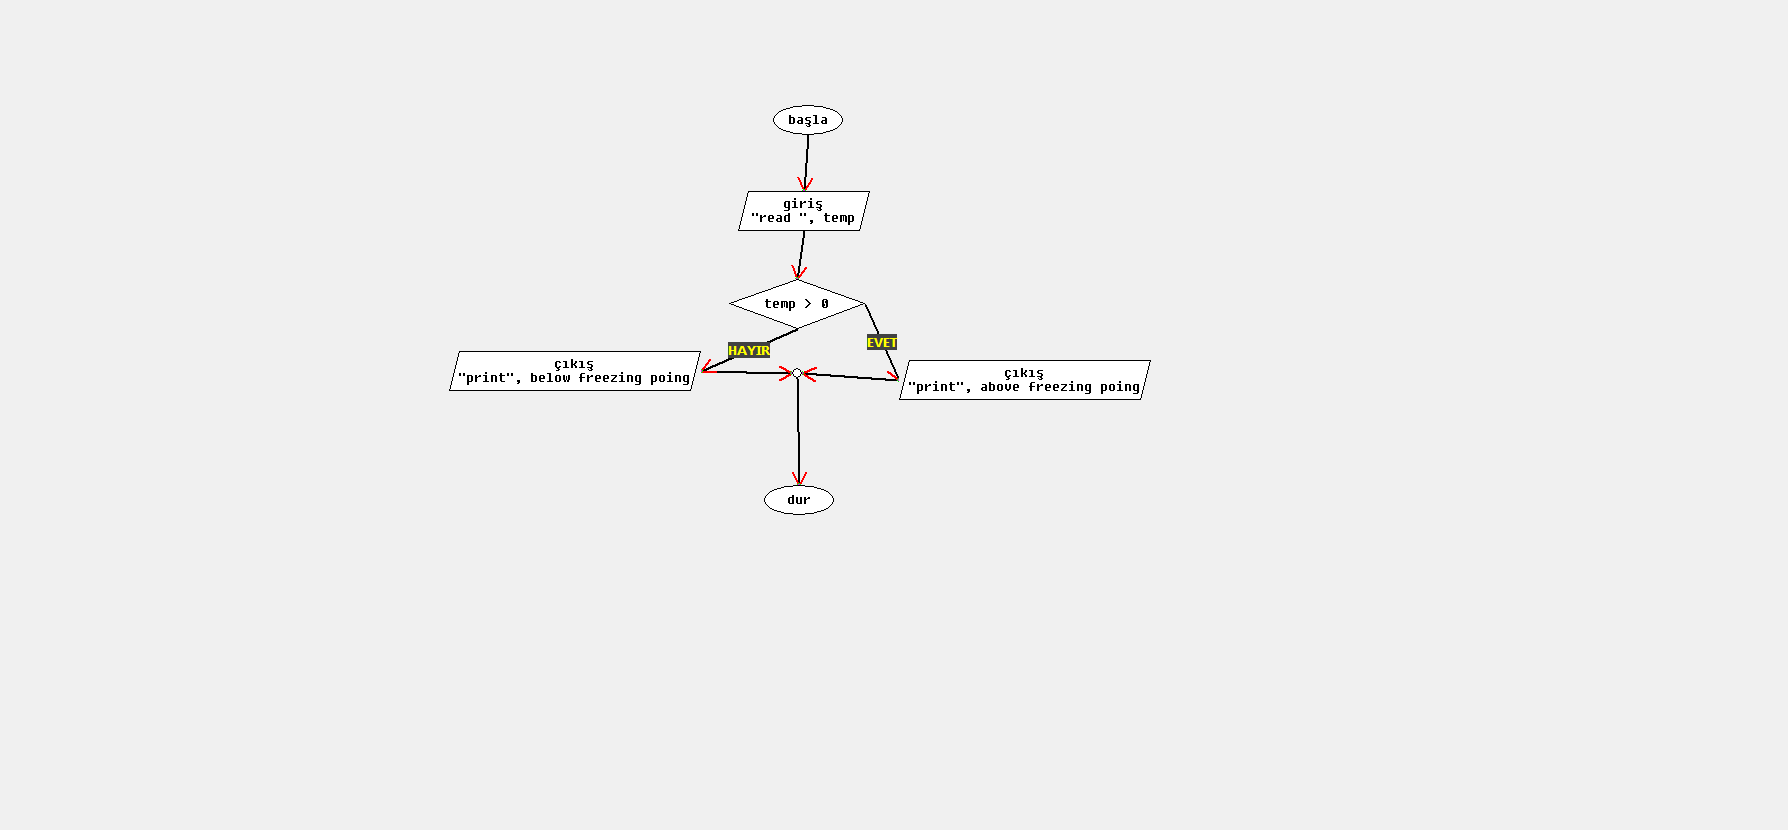 başla
giriş
"read ", temp
temp > 0
HAYIR
EVET
çıkış
"print", below freezing poing
çıkış
"print", above freezing poing
dur